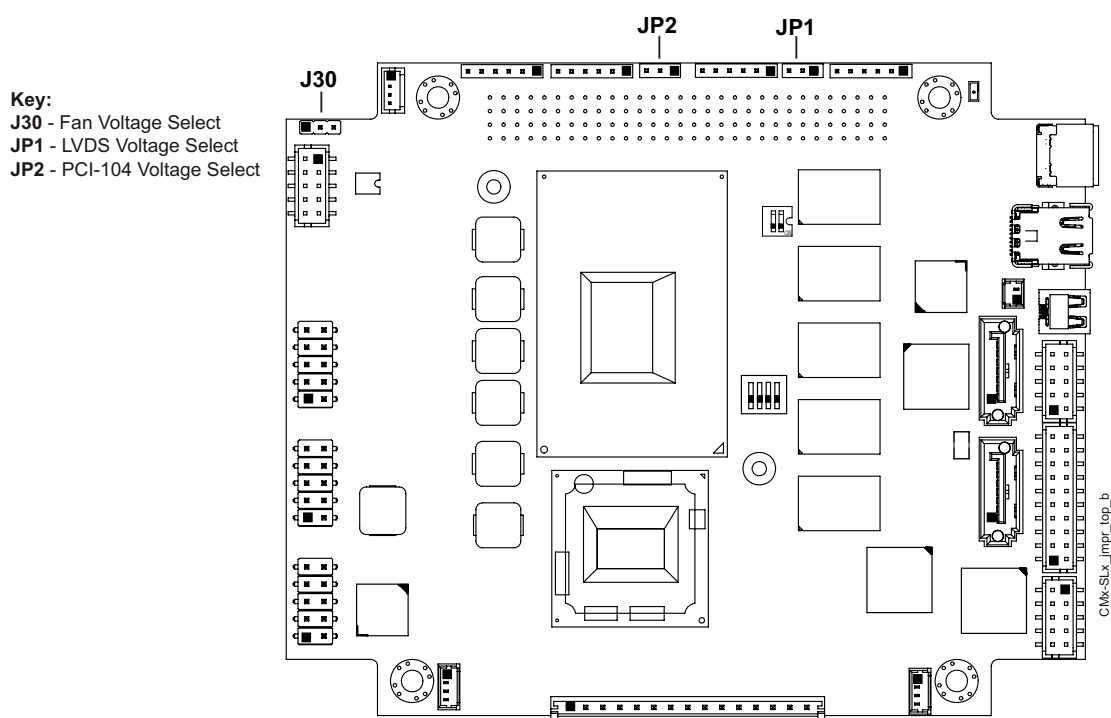 JP2
JP1
J30
Key:
J30 - Fan Voltage Select
JP1 - LVDS Voltage Select
JP2 - PCI-104 Voltage Select
CMx-SLx_jmpr_top_b